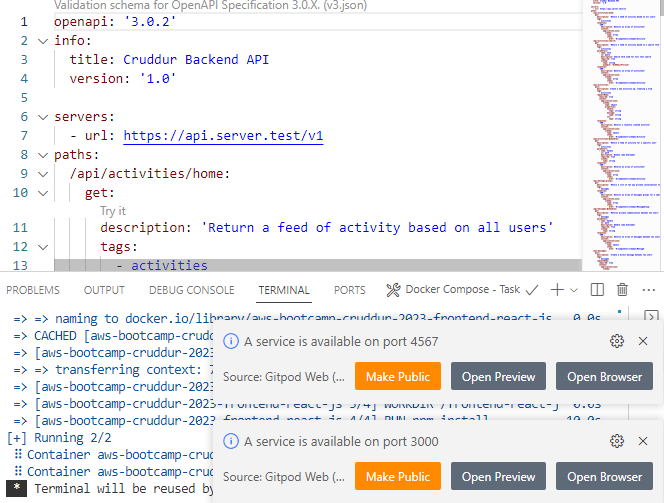 Validation schema for OpenAPI Specification 3.0.X. (v3.json)
1 openapi: '3.0.2'
2 info:
3 title: Cruddur Backend API
4 version: '1.0'
5
6 servers:
7 - url: https://api.server.test/v1
8 paths:
9 /api/activities/home:
10 get:
Try it
11 description: 'Return a feed of activity based on all users'
12 tags:
13 - activities
PROBLEMS OUTPUT DEBUG CONSOLE TERMINAL PORTS Docker Compose - Task
=> => naming to docker.io/library/aws-bootcamp-cruddur-2023-frontend-react-js 0.0s
=> CACHED [aws-bootcamp-crudd
=> [aws-bootcamp-cruddur-2023
=> => transferring context: 7
=> [aws-bootcamp-cruddur-2023
=> [aws-bootcamp-cruddur-2023-frontend-react-js 3/4] WORKDIR /frontend-react-j 0.0s
=> [aws-bootcamp-cruddur-2023-frontend-react-js 4/4] RUN npm install 10.0s
[+] Running 2/2
Container aws-bootcamp-crud
Container aws-bootcamp-crud
* Terminal will be reused by
A service is available on port 4567
Source: Gitpod Web (... Make Public Open Preview Open Browser
A service is available on port 3000
Source: Gitpod Web (... Make Public Open Preview Open Browser